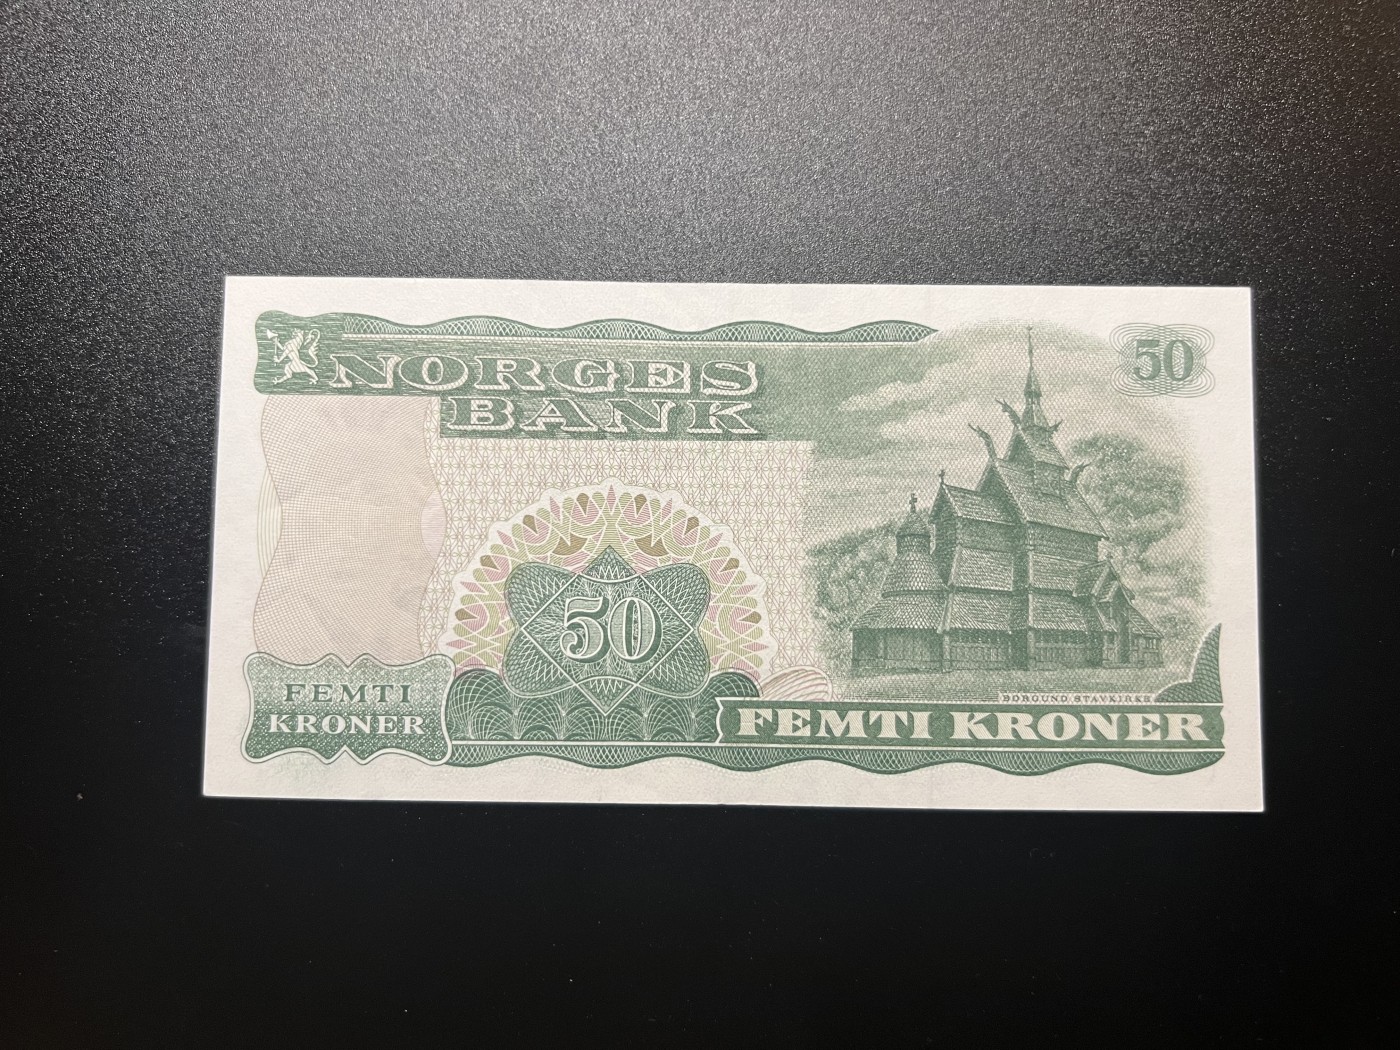 NORGES
BANK
50
50
BORGUND STAVKIRKE
FEMTI
KRONER
FEMTI KRONER